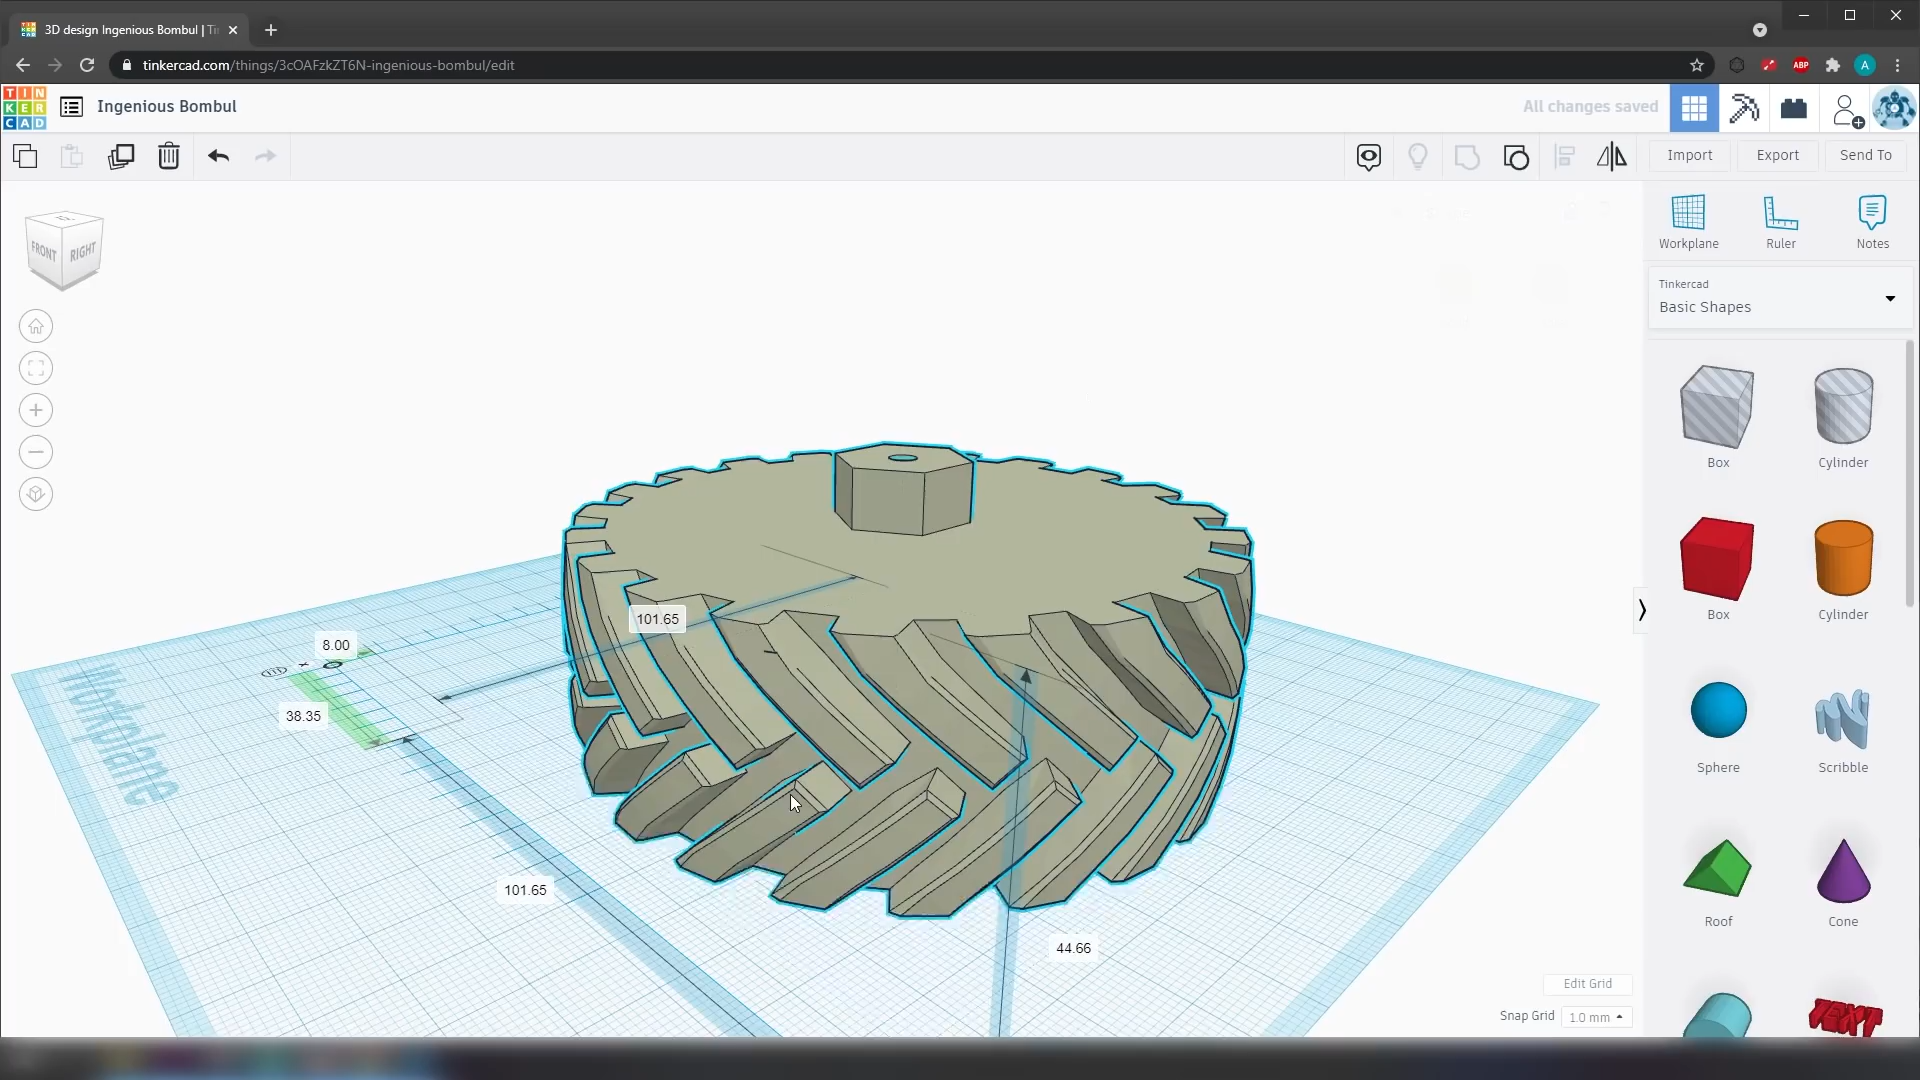 3D design Ingenious Bombul | Ti
tinkercad.com/things/3cOAFzkZT6N-ingenious-bombul/edit
ABP
A
TIN
KER
CAD
Ingenious Bombul
All changes saved
Import
Export
Send To
FRONT
RIGHT
Workplane
Ruler
Notes
Tinkercad
Basic Shapes
Box
Cylinder
Box
Cylinder
Sphere
Scribble
Roof
Cone
TEXT
101.65
8.00
38.35
101.65
44.66
Workplane
Edit Grid
Snap Grid
1.0 mm